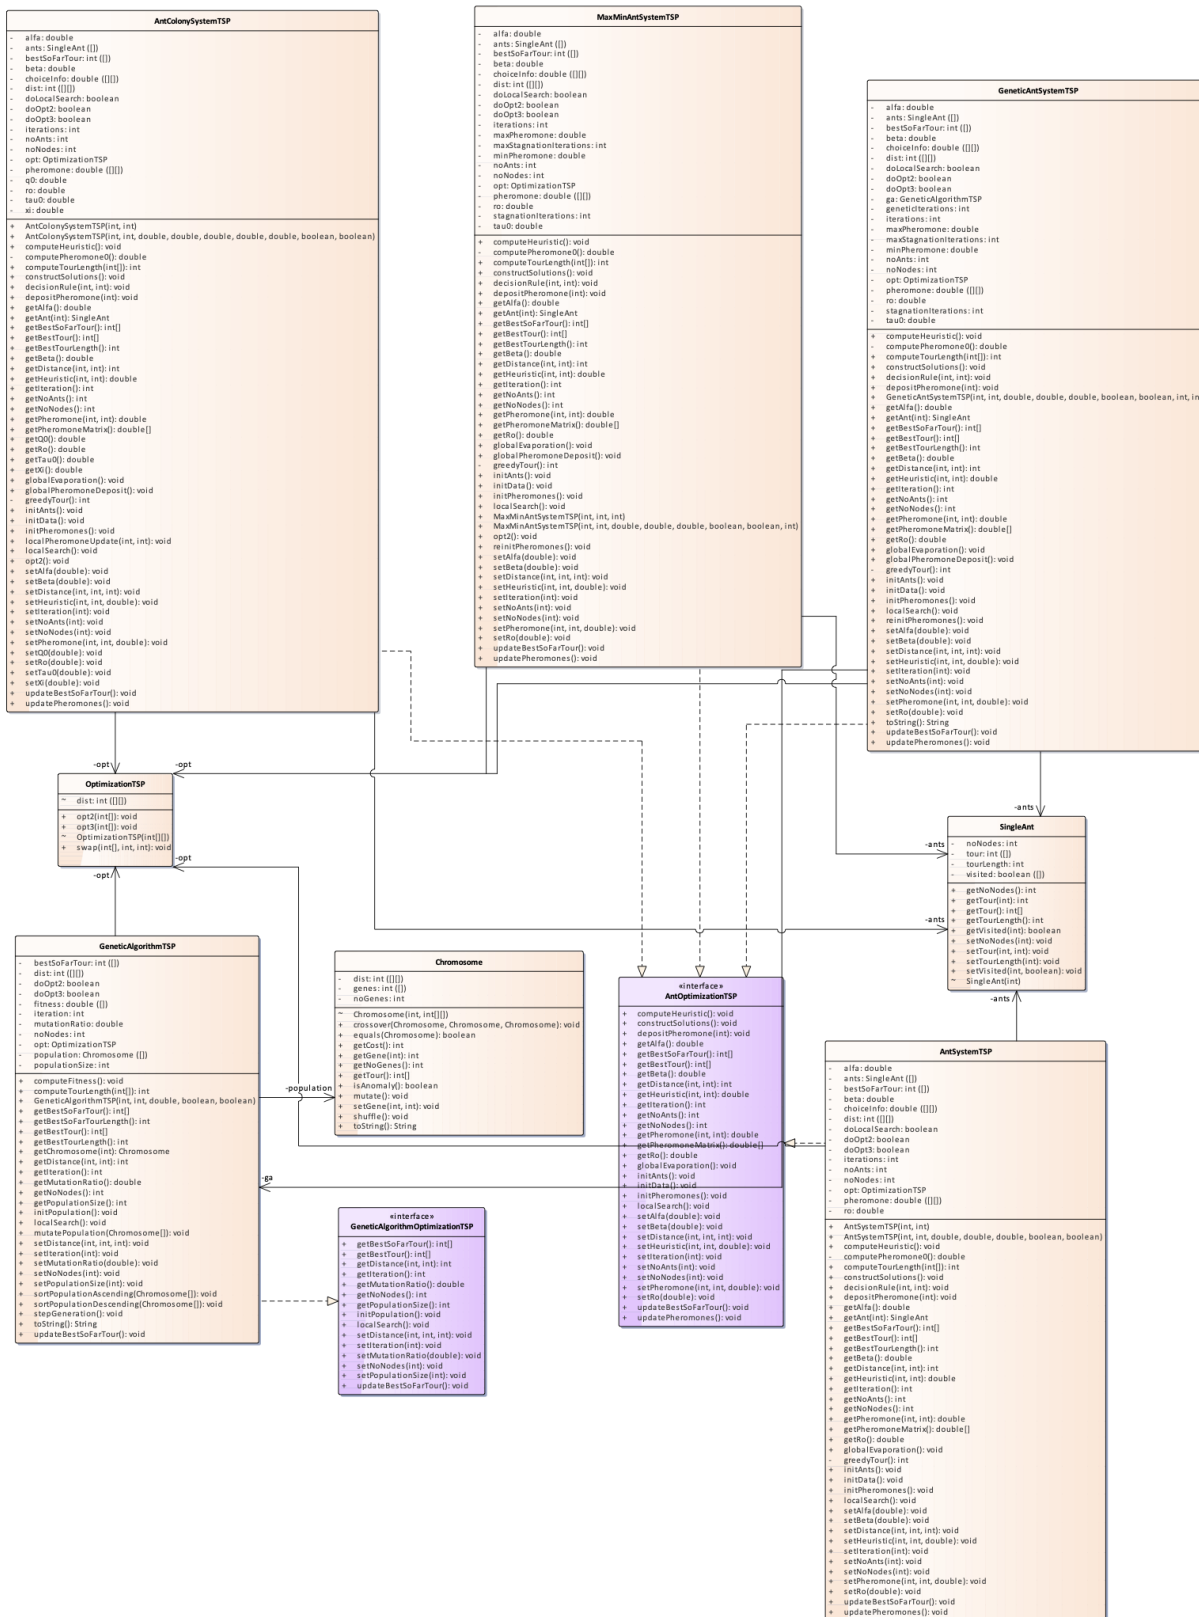 AntColonySystemTSP
- alfa: double
- ants: SingleAnt ([])
- bestSoFarTour: int ([])
- beta: double
- choiceInfo: double ([][])
- dist: int ([][])
- doLocalSearch: boolean
- doOpt2: boolean
- doOpt3: boolean
- iterations: int
- noAnts: int
- noNodes: int
- opt: OptimizationTSP
- pheromone: double ([][])
- q0: double
- ro: double
- tau0: double
- xi: double
+ AntColonySystemTSP(int, int)
+ AntColonySystemTSP(int, int, double, double, double, double, double, boolean, boolean)
+ computeHeuristic(): void
- computePheromone0(): double
+ computeTourLength(int[]): int
+ constructSolutions(): void
+ decisionRule(int, int): void
+ depositPheromone(int): void
+ getAlfa(): double
+ getAnt(int): SingleAnt
+ getBestSoFarTour(): int[]
+ getBestTour(): int[]
+ getBestTourLength(): int
+ getBeta(): double
+ getDistance(int, int): int
+ getHeuristic(int, int): double
+ getIteration(): int
+ getNoAnts(): int
+ getNoNodes(): int
+ getPheromone(int, int): double
+ getPheromoneMatrix(): double[]
+ getQ0(): double
+ getRo(): double
+ getTau0(): double
+ getXi(): double
+ globalEvaporation(): void
+ globalPheromoneDeposit(): void
- greedyTour(): int
+ initAnts(): void
+ initData(): void
+ initPheromones(): void
+ localPheromoneUpdate(int, int): void
+ localSearch(): void
+ opt2(): void
+ setAlfa(double): void
+ setBeta(double): void
+ setDistance(int, int, int): void
+ setHeuristic(int, int, double): void
+ setIteration(int): void
+ setNoAnts(int): void
+ setNoNodes(int): void
+ setPheromone(int, int, double): void
+ setQ0(double): void
+ setRo(double): void
+ setTau0(double): void
+ setXi(double): void
+ updateBestSoFarTour(): void
+ updatePheromones(): void
MaxMinAntSystemTSP
- alfa: double
- ants: SingleAnt ([])
- bestSoFarTour: int ([])
- beta: double
- choiceInfo: double ([][])
- dist: int ([][])
- doLocalSearch: boolean
- doOpt2: boolean
- doOpt3: boolean
- iterations: int
- maxPheromone: double
- maxStagnationIterations: int
- minPheromone: double
- noAnts: int
- noNodes: int
- opt: OptimizationTSP
- pheromone: double ([][])
- ro: double
- stagnationIterations: int
- tau0: double
+ computeHeuristic(): void
- computePheromone0(): double
+ computeTourLength(int[]): int
+ constructSolutions(): void
+ decisionRule(int, int): void
+ depositPheromone(int): void
+ getAlfa(): double
+ getAnt(int): SingleAnt
+ getBestSoFarTour(): int[]
+ getBestTour(): int[]
+ getBestTourLength(): int
+ getBeta(): double
+ getDistance(int, int): int
+ getHeuristic(int, int): double
+ getIteration(): int
+ getNoAnts(): int
+ getNoNodes(): int
+ getPheromone(int, int): double
+ getPheromoneMatrix(): double[]
+ getRo(): double
+ globalEvaporation(): void
+ globalPheromoneDeposit(): void
- greedyTour(): int
+ initAnts(): void
+ initData(): void
+ initPheromones(): void
+ localSearch(): void
+ MaxMinAntSystemTSP(int, int, int)
+ MaxMinAntSystemTSP(int, int, double, double, double, boolean, boolean, int)
+ opt2(): void
+ reinitPheromones(): void
+ setAlfa(double): void
+ setBeta(double): void
+ setDistance(int, int, int): void
+ setHeuristic(int, int, double): void
+ setIteration(int): void
+ setNoAnts(int): void
+ setNoNodes(int): void
+ setPheromone(int, int, double): void
+ setRo(double): void
+ updateBestSoFarTour(): void
+ updatePheromones(): void
GeneticAntSystemTSP
- alfa: double
- ants: SingleAnt ([])
- bestSoFarTour: int ([])
- beta: double
- choiceInfo: double ([][])
- dist: int ([][])
- doLocalSearch: boolean
- doOpt2: boolean
- doOpt3: boolean
- ga: GeneticAlgorithmTSP
- geneticIterations: int
- iterations: int
- maxPheromone: double
- maxStagnationIterations: int
- minPheromone: double
- noAnts: int
- noNodes: int
- opt: OptimizationTSP
- pheromone: double ([][])
- ro: double
- stagnationIterations: int
- tau0: double
+ computeHeuristic(): void
- computePheromone0(): double
+ computeTourLength(int[]): int
+ constructSolutions(): void
+ decisionRule(int, int): void
+ depositPheromone(int): void
+ GeneticAntSystemTSP(int, int, double, double, double, boolean, boolean, int, in
+ getAlfa(): double
+ getAnt(int): SingleAnt
+ getBestSoFarTour(): int[]
+ getBestTour(): int[]
+ getBestTourLength(): int
+ getBeta(): double
+ getDistance(int, int): int
+ getHeuristic(int, int): double
+ getIteration(): int
+ getNoAnts(): int
+ getNoNodes(): int
+ getPheromone(int, int): double
+ getPheromoneMatrix(): double[]
+ getRo(): double
+ globalEvaporation(): void
+ globalPheromoneDeposit(): void
- greedyTour(): int
+ initAnts(): void
+ initData(): void
+ initPheromones(): void
+ localSearch(): void
+ reinitPheromones(): void
+ setAlfa(double): void
+ setBeta(double): void
+ setDistance(int, int, int): void
+ setHeuristic(int, int, double): void
+ setIteration(int): void
+ setNoAnts(int): void
+ setNoNodes(int): void
+ setPheromone(int, int, double): void
+ setRo(double): void
+ toString(): String
+ updateBestSoFarTour(): void
+ updatePheromones(): void
-opt
-opt
OptimizationTSP
~ dist: int ([][])
+ opt2(int[]): void
+ opt3(int[]): void
~ OptimizationTSP(int[][])
+ swap(int[], int, int): void
-opt
-opt
-ants
-ants
-ants
SingleAnt
- noNodes: int
- tour: int ([])
- tourLength: int
- visited: boolean ([])
+ getNoNodes(): int
+ getTour(int): int
+ getTour(): int[]
+ getTourLength(): int
+ getVisited(int): boolean
+ setNoNodes(int): void
+ setTour(int, int): void
+ setTourLength(int): void
+ setVisited(int, boolean): void
~ SingleAnt(int)
-ants
GeneticAlgorithmTSP
- bestSoFarTour: int ([])
- dist: int ([][])
- doOpt2: boolean
- doOpt3: boolean
- fitness: double ([])
- iteration: int
- mutationRatio: double
- noNodes: int
- opt: OptimizationTSP
- population: Chromosome ([])
- populationSize: int
+ computeFitness(): void
+ computeTourLength(int[]): int
+ GeneticAlgorithmTSP(int, int, double, boolean, boolean)
+ getBestSoFarTour(): int[]
+ getBestSoFarTourLength(): int
+ getBestTour(): int[]
+ getBestTourLength(): int
+ getChromosome(int): Chromosome
+ getDistance(int, int): int
+ getIteration(): int
+ getMutationRatio(): double
+ getNoNodes(): int
+ getPopulationSize(): int
+ initPopulation(): void
+ localSearch(): void
+ mutatePopulation(Chromosome[]): void
+ setDistance(int, int, int): void
+ setIteration(int): void
+ setMutationRatio(double): void
+ setNoNodes(int): void
+ setPopulationSize(int): void
+ sortPopulationAscending(Chromosome[]): void
+ sortPopulationDescending(Chromosome[]): void
+ stepGeneration(): void
+ toString(): String
+ updateBestSoFarTour(): void
-population
-ga
Chromosome
- dist: int ([][])
- genes: int ([])
- noGenes: int
~ Chromosome(int, int[][])
+ crossover(Chromosome, Chromosome, Chromosome): void
+ equals(Chromosome): boolean
+ getCost(): int
+ getGene(int): int
+ getNoGenes(): int
+ getTour(): int[]
+ isAnomaly(): boolean
+ mutate(): void
+ setGene(int, int): void
+ shuffle(): void
+ toString(): String
«interface»
GeneticAlgorithmOptimizationTSP
+ getBestSoFarTour(): int[]
+ getBestTour(): int[]
+ getDistance(int, int): int
+ getIteration(): int
+ getMutationRatio(): double
+ getNoNodes(): int
+ getPopulationSize(): int
+ initPopulation(): void
+ localSearch(): void
+ setDistance(int, int, int): void
+ setIteration(int): void
+ setMutationRatio(double): void
+ setNoNodes(int): void
+ setPopulationSize(int): void
+ updateBestSoFarTour(): void
«interface»
AntOptimizationTSP
+ computeHeuristic(): void
+ constructSolutions(): void
+ depositPheromone(int): void
+ getAlfa(): double
+ getBestSoFarTour(): int[]
+ getBestTour(): int[]
+ getBeta(): double
+ getDistance(int, int): int
+ getHeuristic(int, int): double
+ getIteration(): int
+ getNoAnts(): int
+ getNoNodes(): int
+ getPheromone(int, int): double
+ getPheromoneMatrix(): double[]
+ getRo(): double
+ globalEvaporation(): void
+ initAnts(): void
+ initData(): void
+ initPheromones(): void
+ localSearch(): void
+ setAlfa(double): void
+ setBeta(double): void
+ setDistance(int, int, int): void
+ setHeuristic(int, int, double): void
+ setIteration(int): void
+ setNoAnts(int): void
+ setNoNodes(int): void
+ setPheromone(int, int, double): void
+ setRo(double): void
+ updateBestSoFarTour(): void
+ updatePheromones(): void
AntSystemTSP
- alfa: double
- ants: SingleAnt ([])
- bestSoFarTour: int ([])
- beta: double
- choiceInfo: double ([][])
- dist: int ([][])
- doLocalSearch: boolean
- doOpt2: boolean
- doOpt3: boolean
- iterations: int
- noAnts: int
- noNodes: int
- opt: OptimizationTSP
- pheromone: double ([][])
- ro: double
+ AntSystemTSP(int, int)
+ AntSystemTSP(int, int, double, double, double, boolean, boolean)
+ computeHeuristic(): void
- computePheromone0(): double
+ computeTourLength(int[]): int
+ constructSolutions(): void
+ decisionRule(int, int): void
+ depositPheromone(int): void
+ getAlfa(): double
+ getAnt(int): SingleAnt
+ getBestSoFarTour(): int[]
+ getBestTour(): int[]
+ getBestTourLength(): int
+ getBeta(): double
+ getDistance(int, int): int
+ getHeuristic(int, int): double
+ getIteration(): int
+ getNoAnts(): int
+ getNoNodes(): int
+ getPheromone(int, int): double
+ getPheromoneMatrix(): double[]
+ getRo(): double
+ globalEvaporation(): void
- greedyTour(): int
+ initAnts(): void
+ initData(): void
+ initPheromones(): void
+ localSearch(): void
+ setAlfa(double): void
+ setBeta(double): void
+ setDistance(int, int, int): void
+ setHeuristic(int, int, double): void
+ setIteration(int): void
+ setNoAnts(int): void
+ setNoNodes(int): void
+ setPheromone(int, int, double): void
+ setRo(double): void
+ updateBestSoFarTour(): void
+ updatePheromones(): void